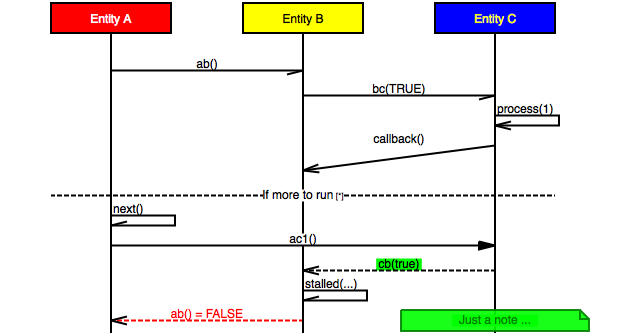 Entity A
Entity B
Entity C
ab()
bc(TRUE)
process(1)
callback()
If more to run [*]
next()
ac1()
cb(true)
stalled(...)
ab() = FALSE
Just a note ...